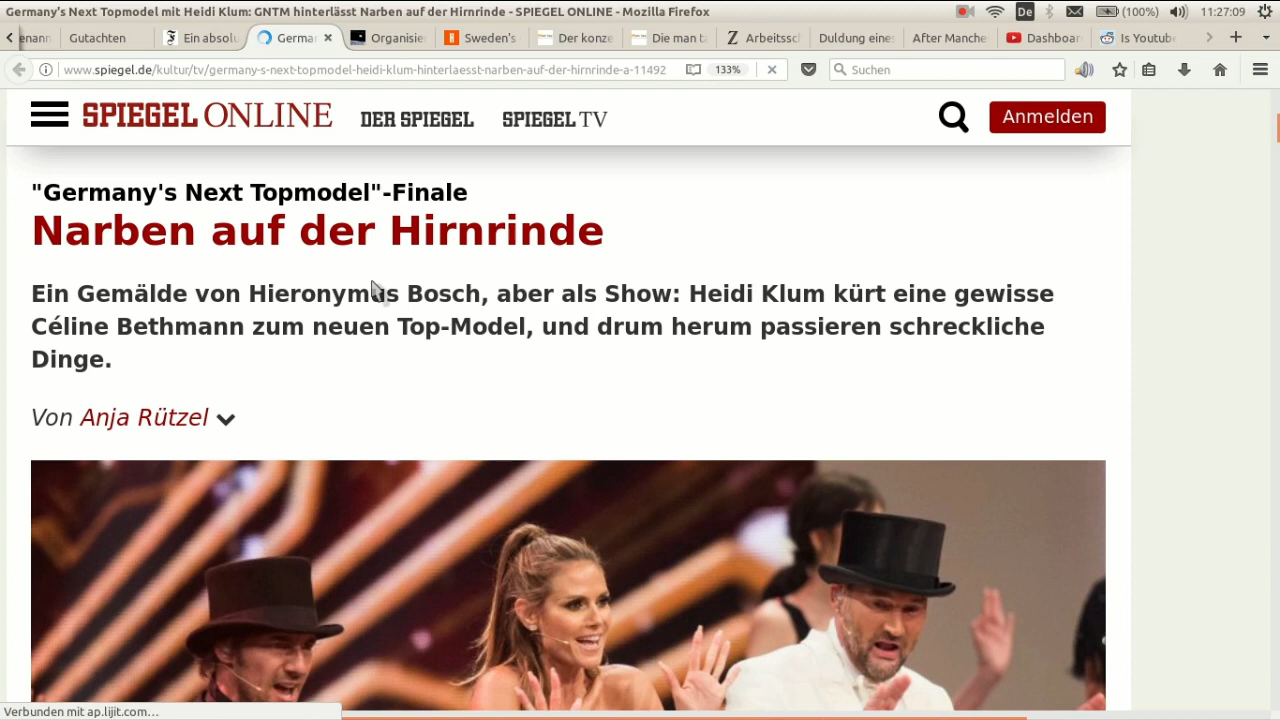 Germany's Next Topmodel mit Heidi Klum: GNTM hinterlässt Narben auf der Hirnrinde - SPIEGEL ONLINE - Mozilla Firefox
De (100%) 11:27:09
enann Gutachten Ein absolu Germa Organisie Sweden's Der konze Die man ta Arbeitssc Duldung eine After Manche Dashboar Is Youtube
www.spiegel.de/kultur/tv/germany-s-next-topmodel-heidi-klum-hinterlaesst-narben-auf-der-hirnrinde-a-11492 133% Suchen
SPIEGEL ONLINE DER SPIEGEL SPIEGEL TV Anmelden
"Germany's Next Topmodel"-Finale
Narben auf der Hirnrinde
Ein Gemälde von Hieronymus Bosch, aber als Show: Heidi Klum kürt eine gewisse
Céline Bethmann zum neuen Top-Model, und drum herum passieren schreckliche
Dinge.
Von Anja Rützel
Verbunden mit ap.lijit.com...